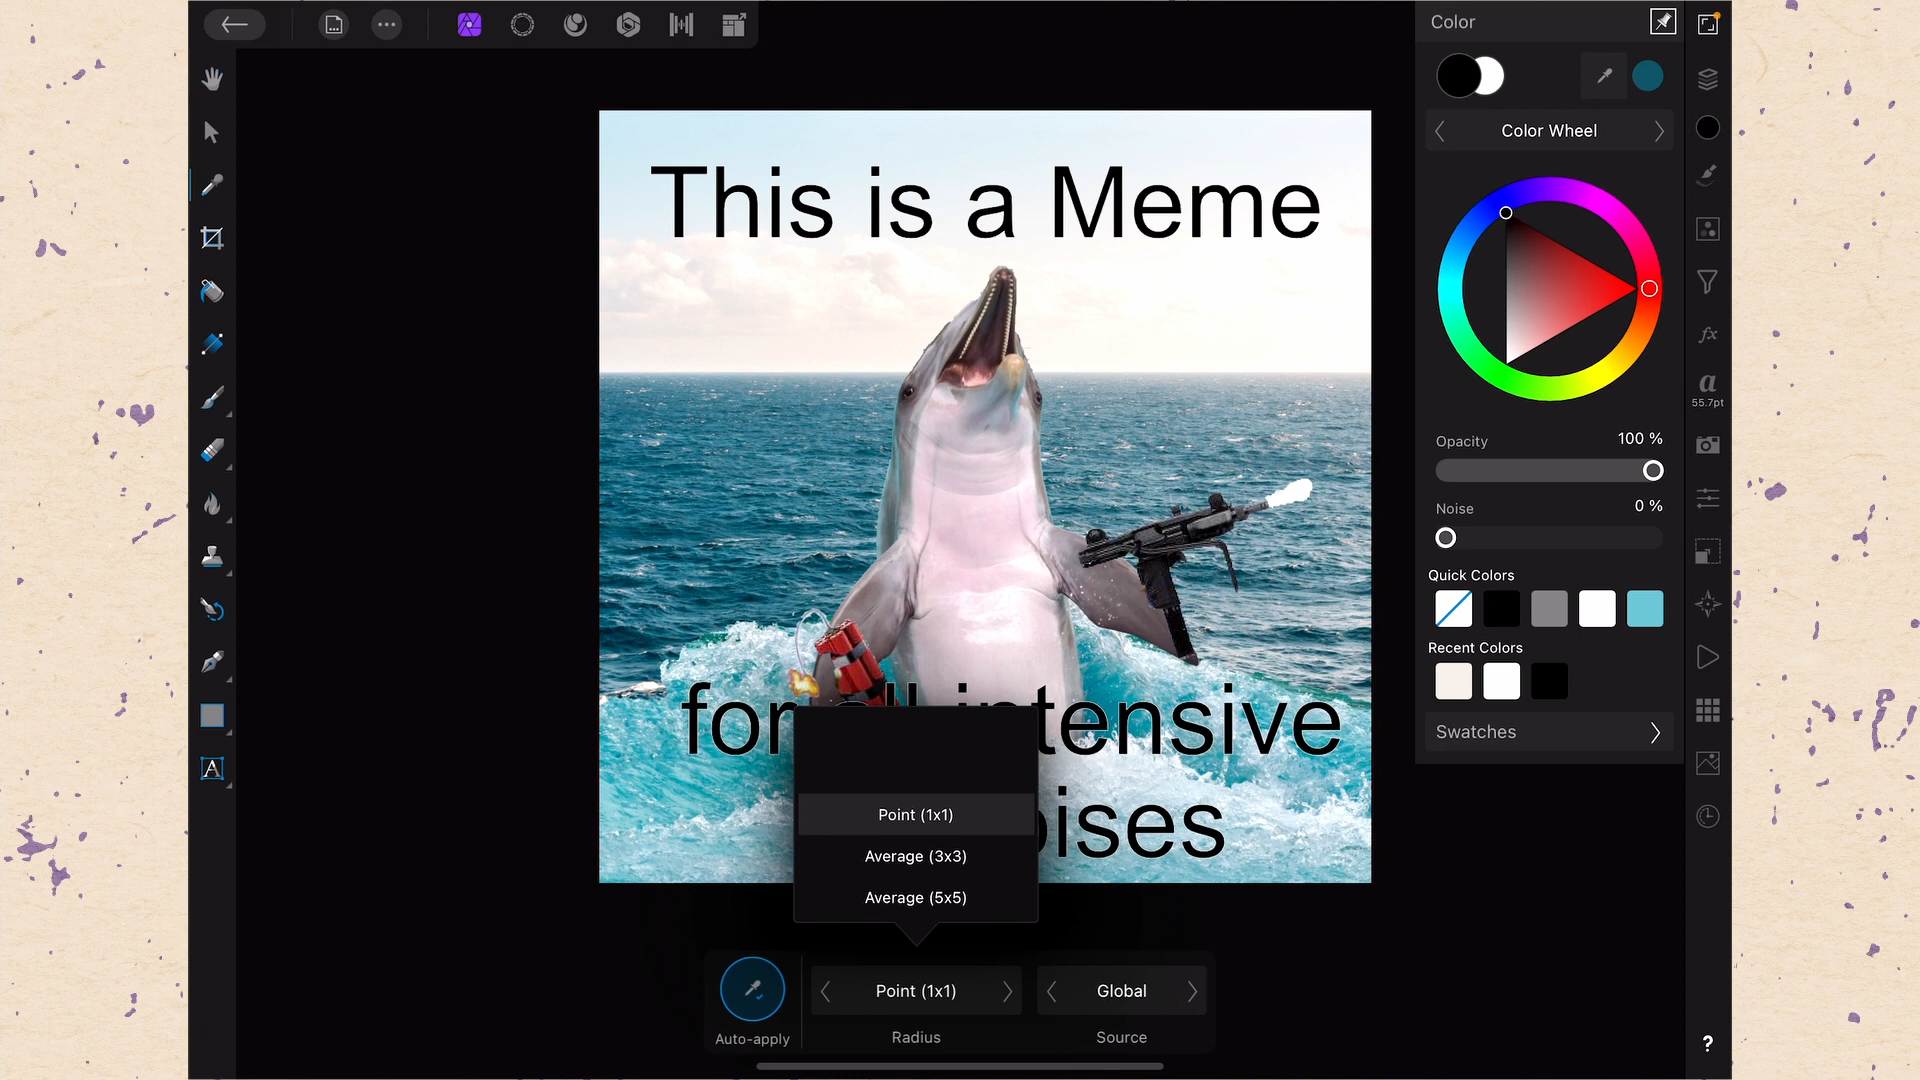 Color
Color Wheel
This is a Meme
a
55.7pt
Opacity
100 %
Noise
0 %
Quick Colors
Recent Colors
Swatches
for all intensive
oises
Point (1x1)
Average (3x3)
Average (5x5)
A
Point (1x1)
Global
Auto-apply
Radius
Source
fx
?